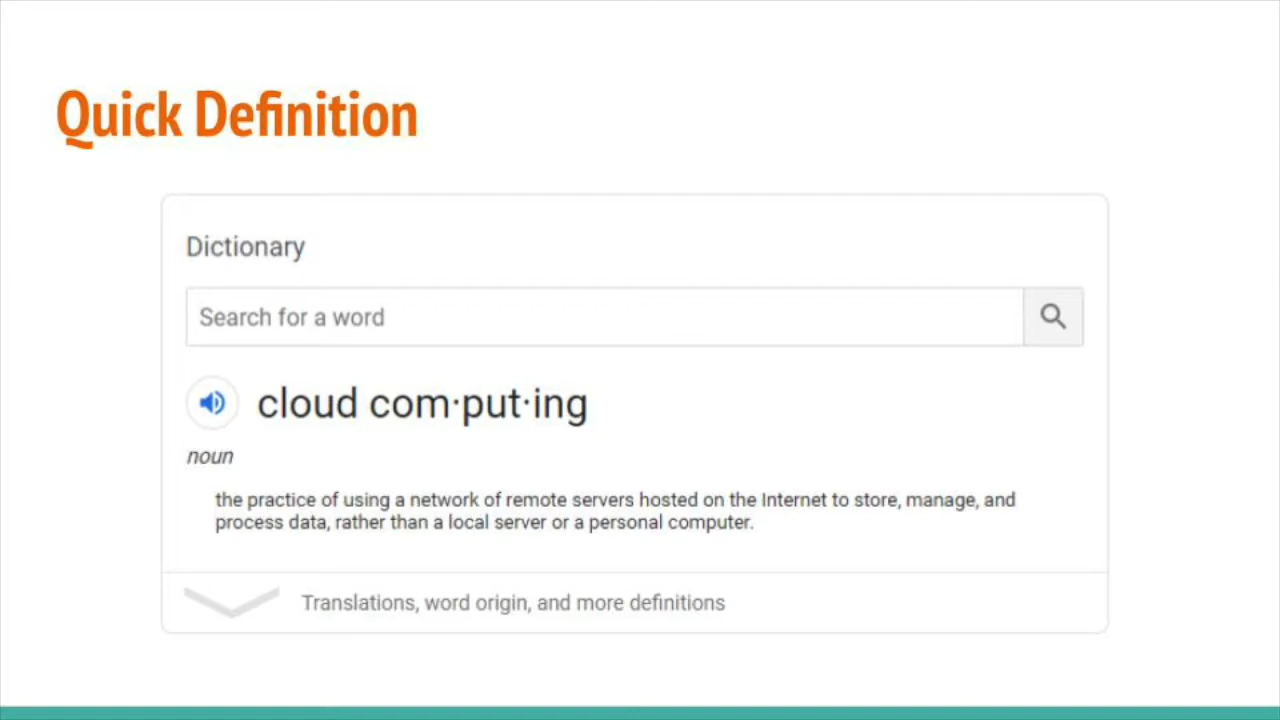 Quick Definition
Dictionary
Search for a word
cloud com·put·ing
noun
the practice of using a network of remote servers hosted on the Internet to store, manage, and
process data, rather than a local server or a personal computer.
Translations, word origin, and more definitions